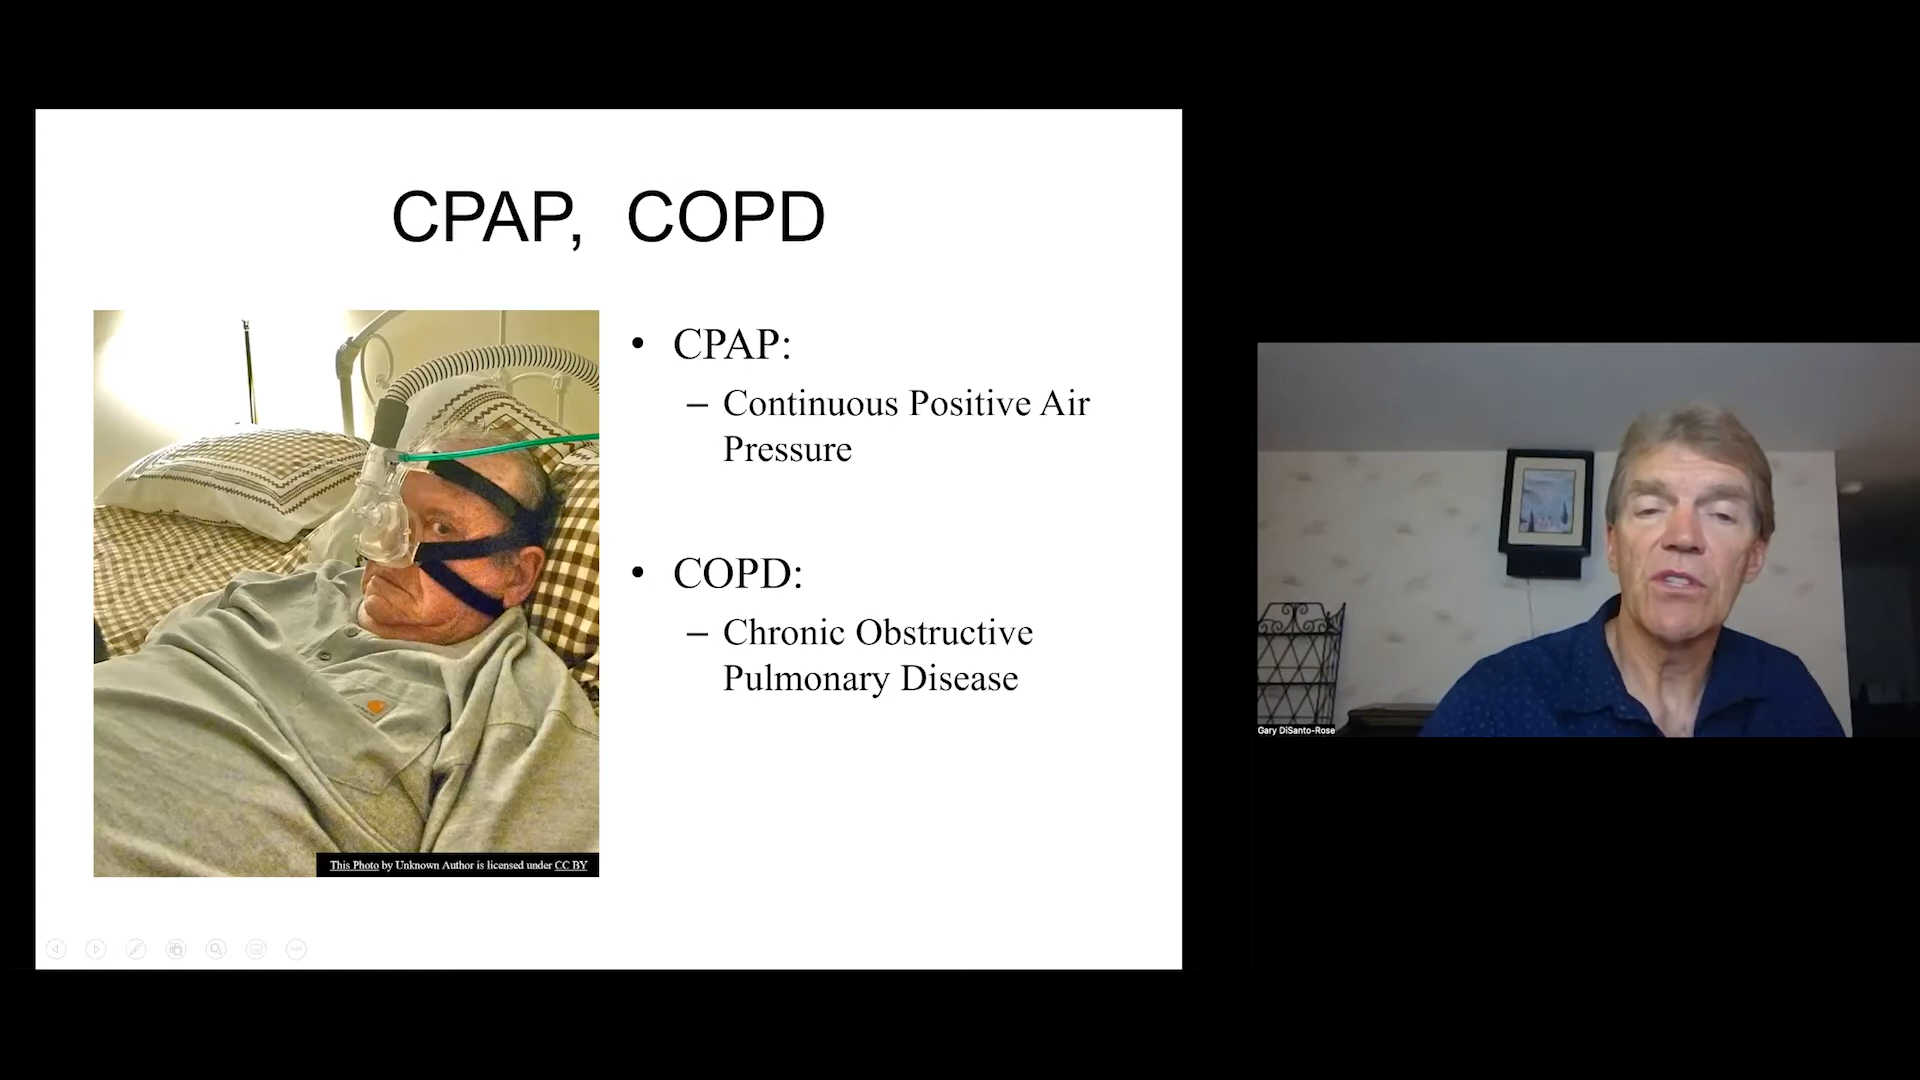 CPAP, COPD
• CPAP:
– Continuous Positive Air
Pressure
• COPD:
– Chronic Obstructive
Pulmonary Disease
This Photo by Unknown Author is licensed under CC BY
Gary DiSanto-Rose